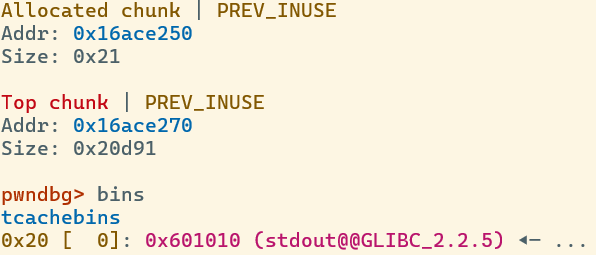 Allocated chunk | PREV_INUSE
Addr: 0x16ace250
Size: 0x21
Top chunk | PREV_INUSE
Addr: 0x16ace270
Size: 0x20d91
pwndbg> bins
tcachebins
0x20 [  0]: 0x601010 (stdout@@GLIBC_2.2.5) ◂— ...